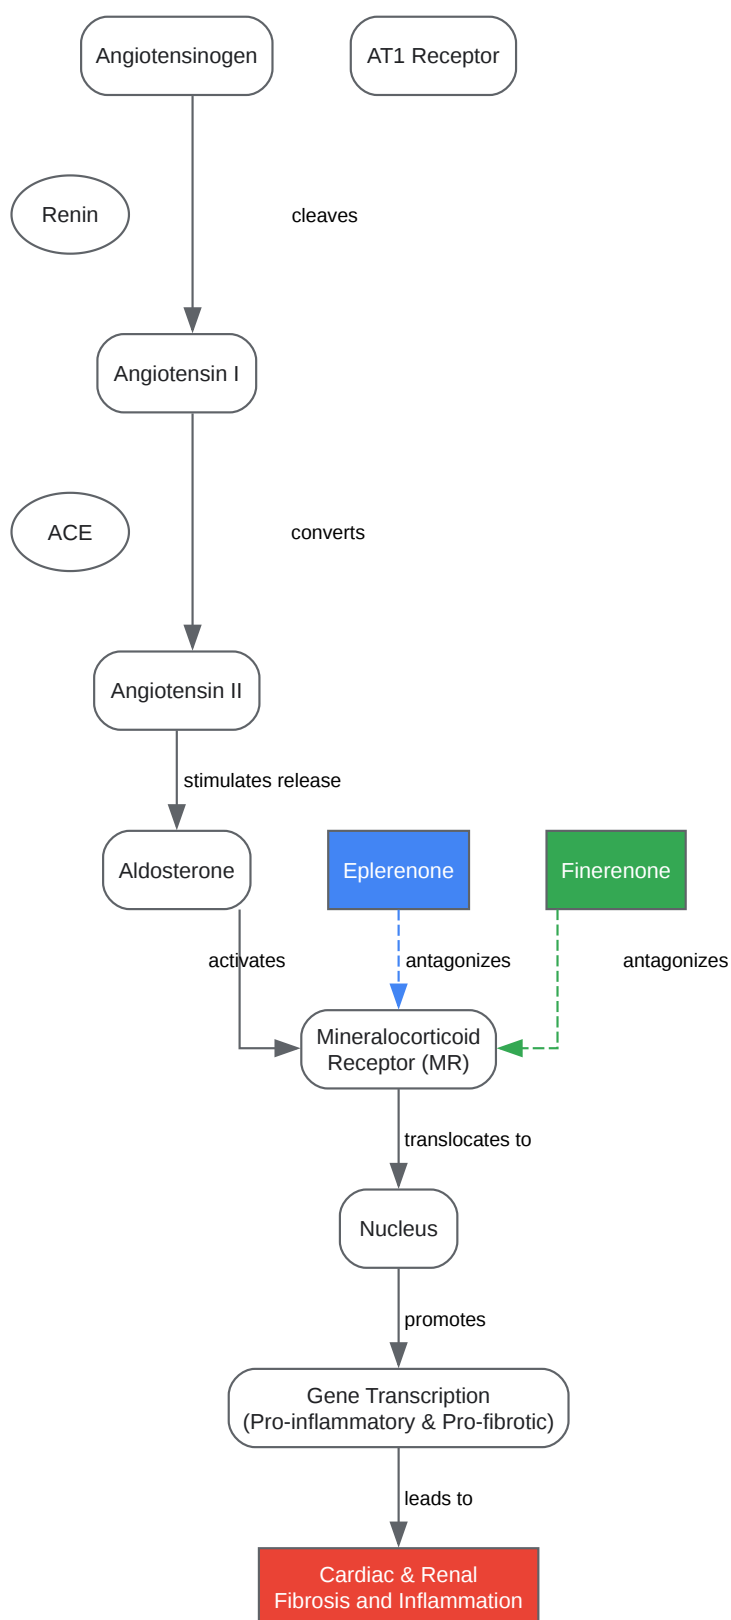 Angiotensinogen
AT1 Receptor
Renin
cleaves
Angiotensin I
ACE
converts
Angiotensin II
stimulates release
Aldosterone
Eplerenone
Finerenone
activates
antagonizes
antagonizes
Mineralocorticoid
Receptor (MR)
translocates to
Nucleus
promotes
Gene Transcription
(Pro-inflammatory & Pro-fibrotic)
leads to
Cardiac & Renal
Fibrosis and Inflammation